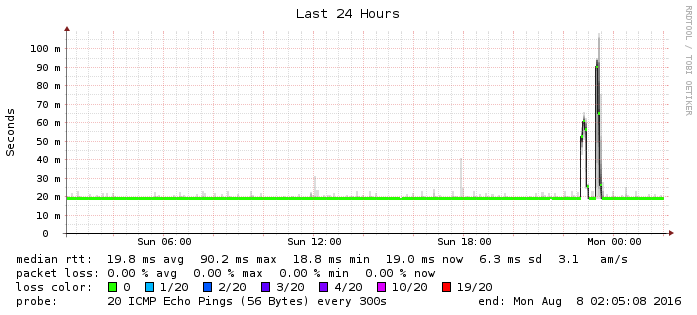 Last 24 Hours
RRDTOOL / TOBI OETIKER
Seconds
100 m
90 m
80 m
70 m
60 m
50 m
40 m
30 m
20 m
10 m
0
Sun 06:00 Sun 12:00 Sun 18:00 Mon 00:00
median rtt: 19.8 ms avg 90.2 ms max 18.8 ms min 19.0 ms now 6.3 ms sd 3.1 am/s
packet loss: 0.00 % avg 0.00 % max 0.00 % min 0.00 % now
loss color: 0 1/20 2/20 3/20 4/20 10/20 19/20
probe: 20 ICMP Echo Pings (56 Bytes) every 300s end: Mon Aug 8 02:05:08 2016